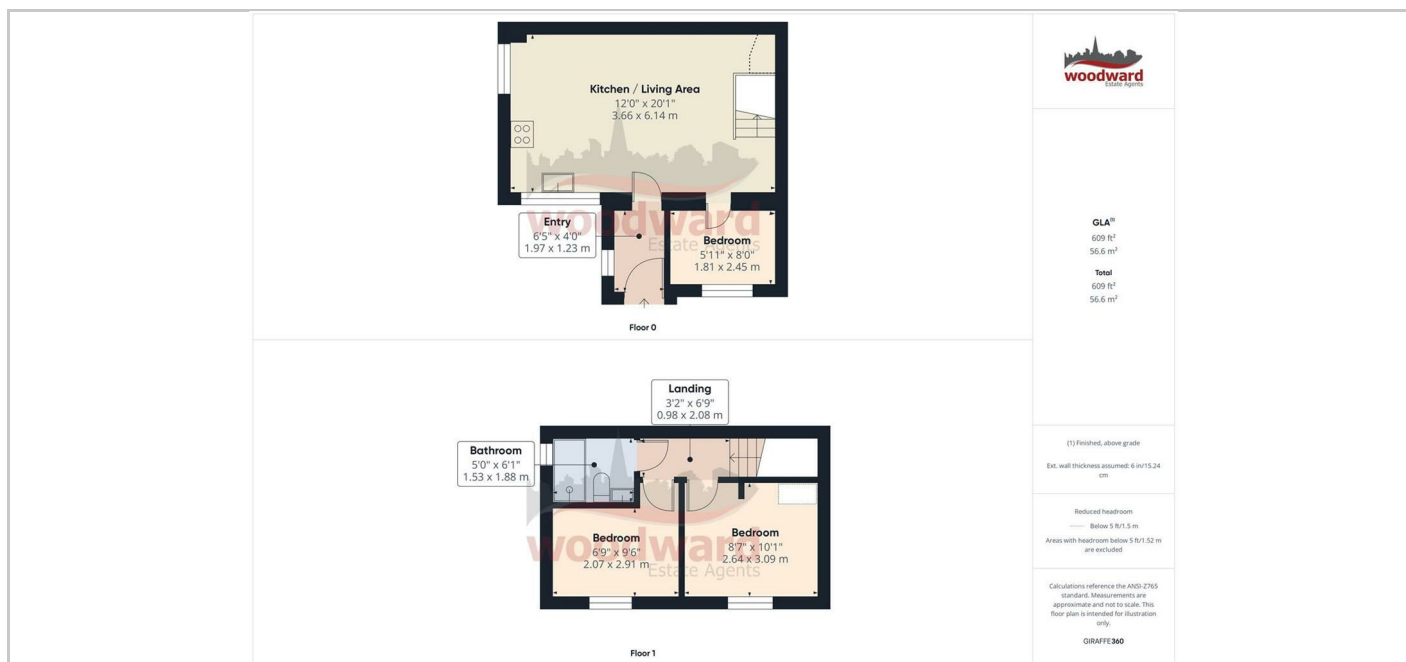 Kitchen / Living Area
12'0" x 20'1"
3.66 x 6.14 m
Entry
6'5" x 4'0"
1.97 x 1.23 m
Bedroom
5'11" x 8'0"
1.81 x 2.45 m
woodward
Estate Agents
Floor 0
Landing
3'2" x 6'9"
0.98 x 2.08 m
Bathroom
5'0" x 6'1"
1.53 x 1.88 m
Bedroom
6'9" x 9'6"
2.07 x 2.91 m
Bedroom
8'7" x 10'1"
2.64 x 3.09 m
woodward
Estate Agents
Floor 1
woodward
Estate Agents
GLA(1)
609 ft²
56.6 m²
Total
609 ft²
56.6 m²
(1) Finished, above grade
Ext. wall thickness assumed: 6 in/15.24
cm
Reduced headroom
Below 5 ft/1.5 m
Areas with headroom below 5 ft/1.52 m
are excluded
Calculations reference the ANSI-Z765
standard. Measurements are
approximate and not to scale. This
floor plan is intended for illustration
only.
GIRAFFE360